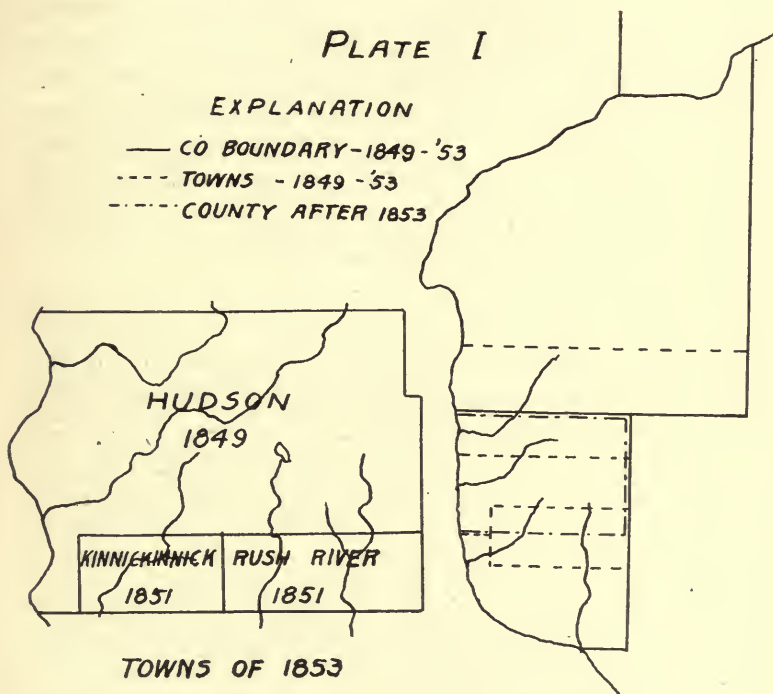 PLATE I
EXPLANATION
CO BOUNDARY-1849-'53
TOWNS - 1849-'53
COUNTY AFTER 1853
HUDSON
1849
KINNICKINNICK RUSH RIVER
1851 1851
TOWNS OF 1853